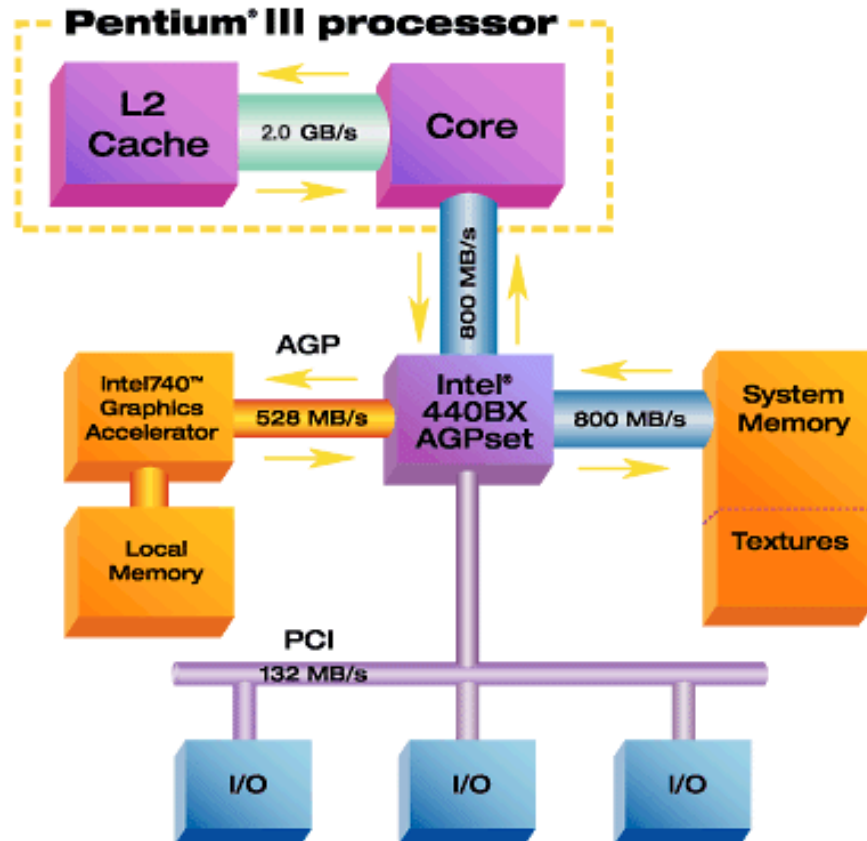 Pentium® III processor
L2
Cache
2.0 GB/s
Core
800 MB/s
AGP
Intel740™
Graphics
Accelerator
528 MB/s
Intel®
440BX
AGPset
800 MB/s
System
Memory
Textures
Local
Memory
PCI
132 MB/s
I/O
I/O
I/O